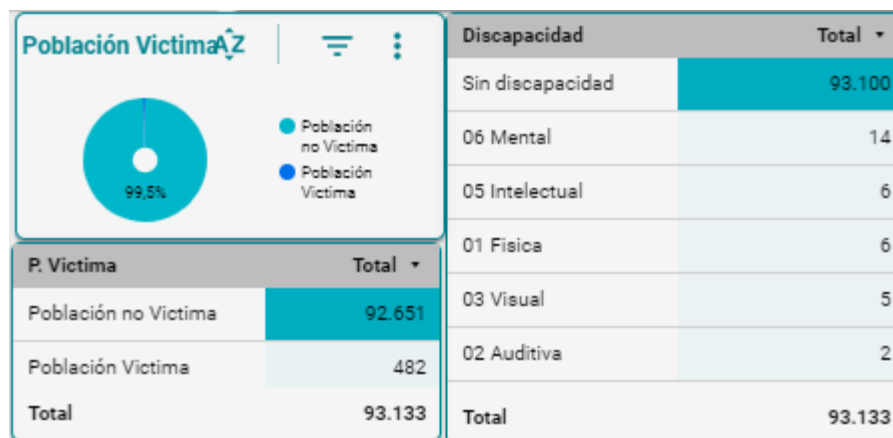 Población Victima
AZ
99,5%
Población
no Victima
Población
Victima
P. Victima Total
Población no Victima 92.651
Población Victima 482
Total 93.133
Discapacidad Total
Sin discapacidad 93.100
06 Mental 14
05 Intelectual 6
01 Fisica 6
03 Visual 5
02 Auditiva 2
Total 93.133